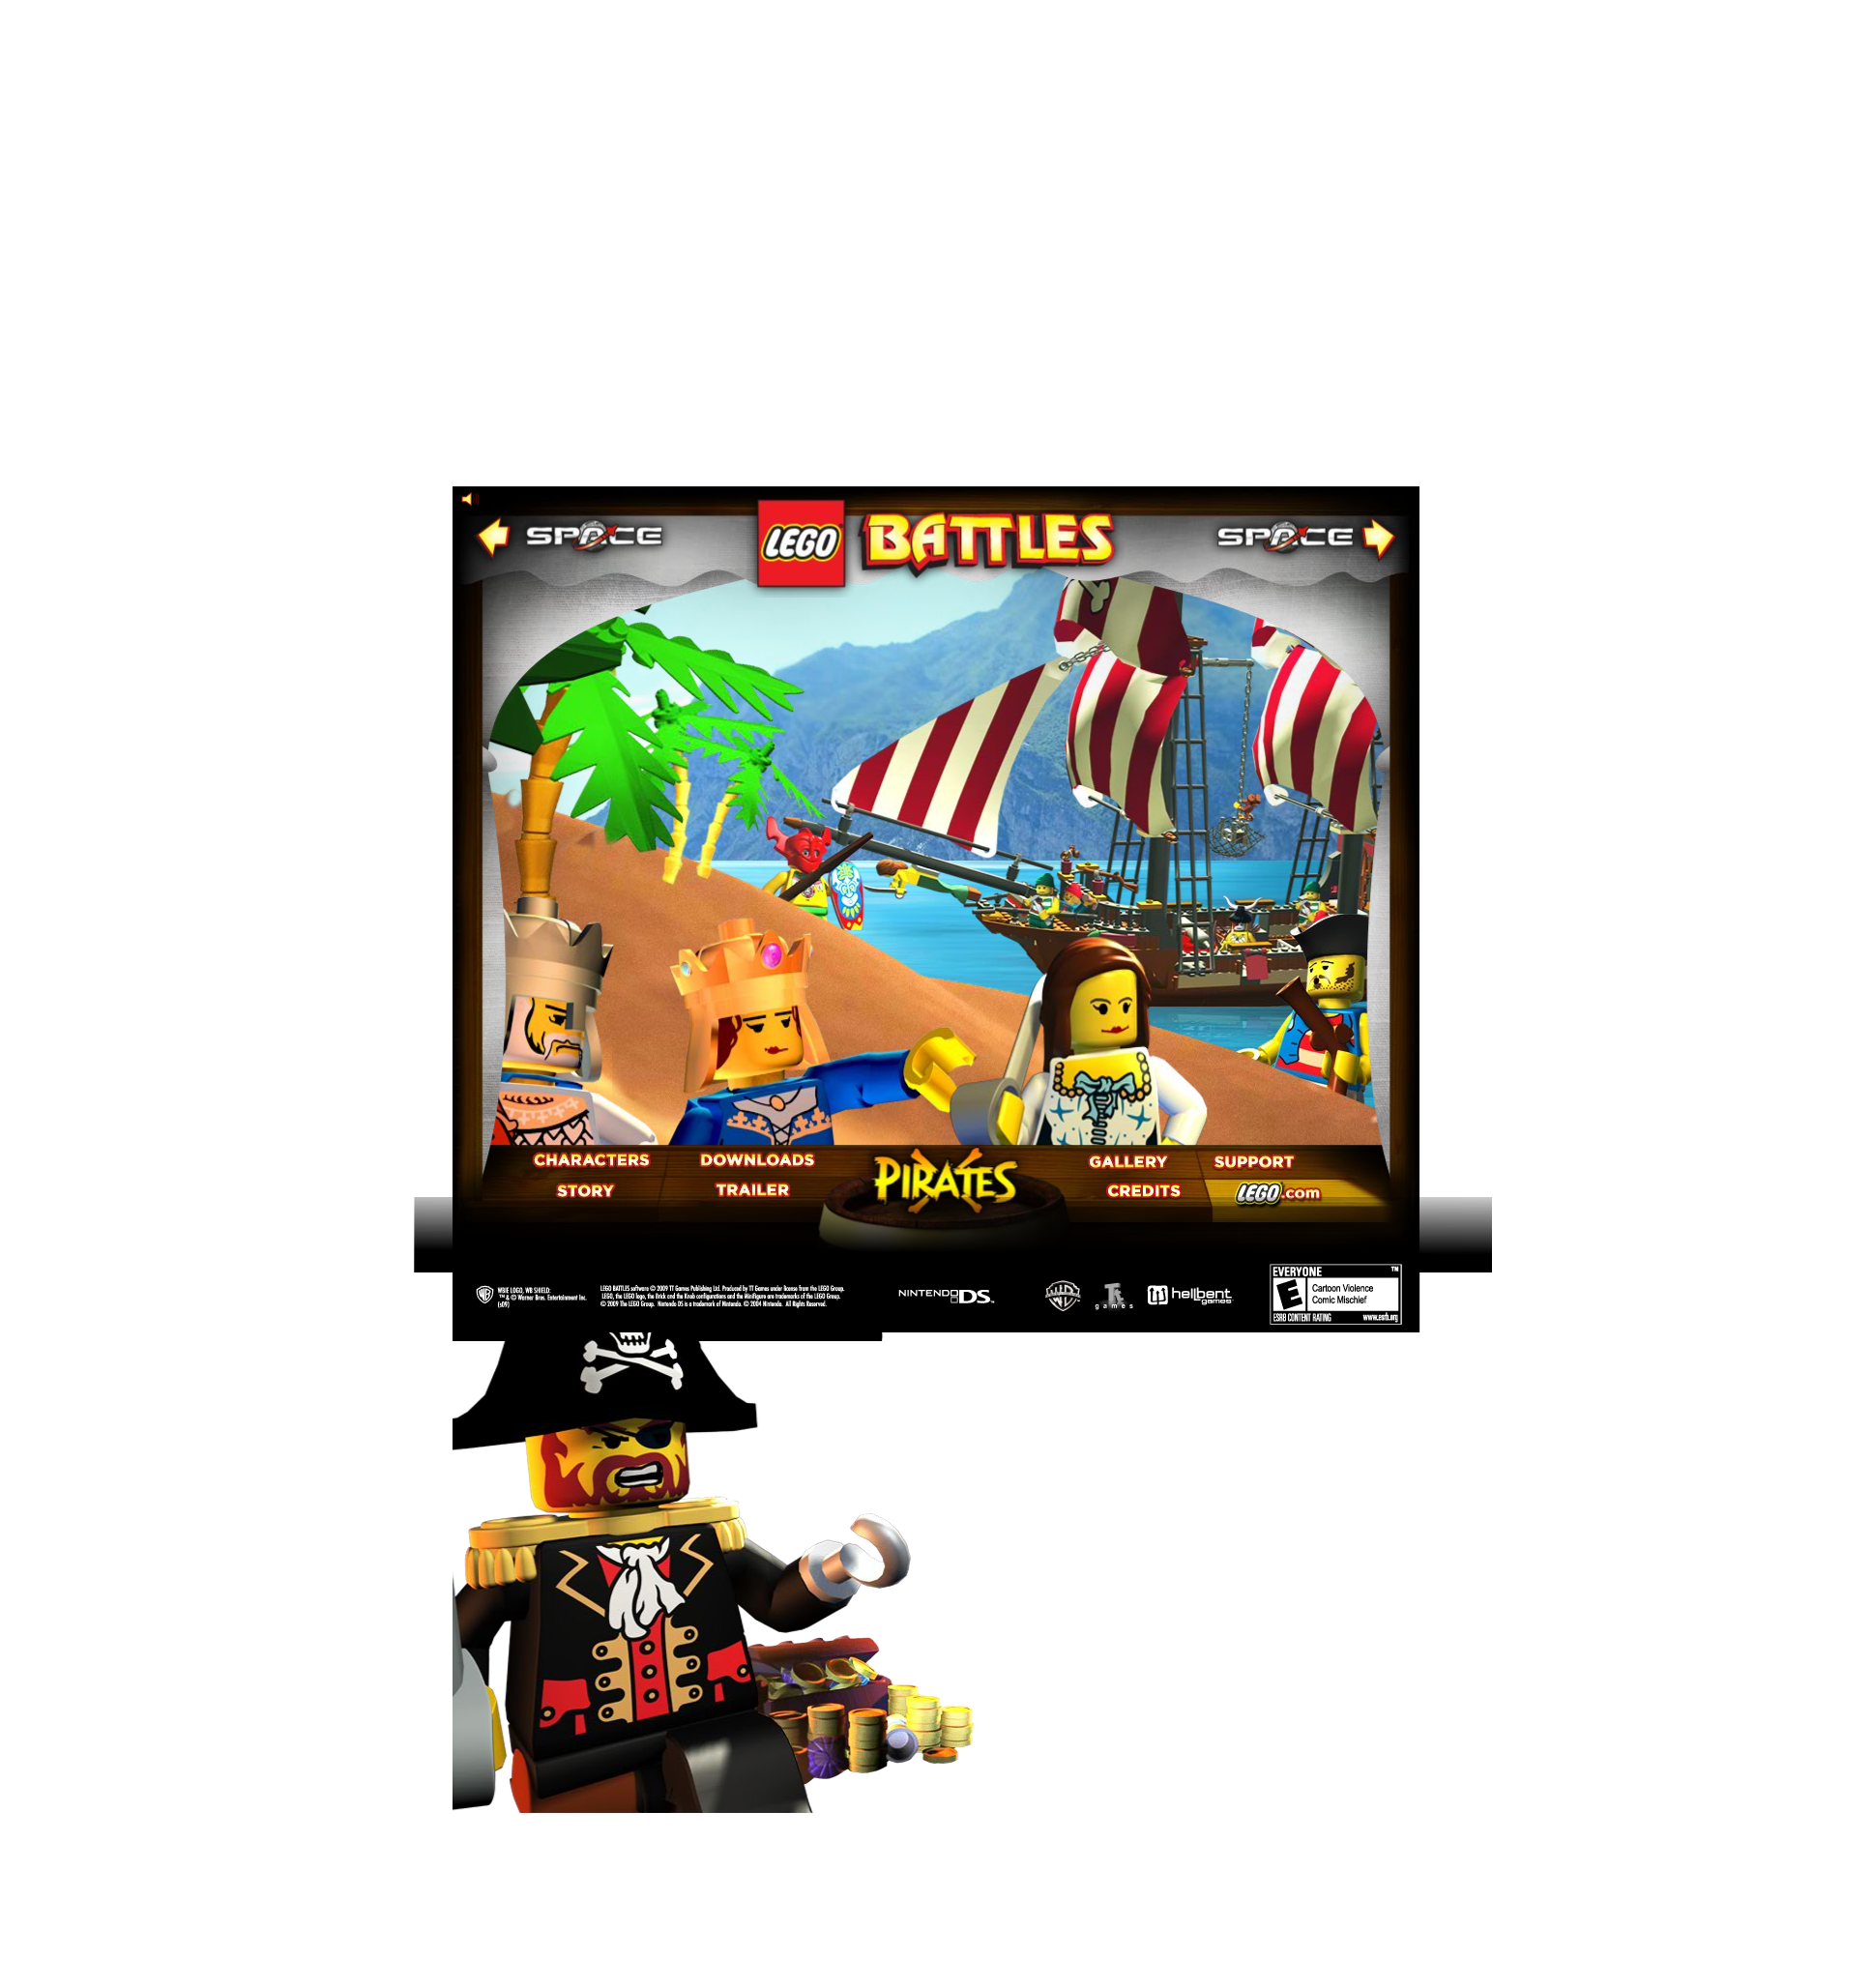 SPACE
LEGO BATTLES
SPACE
CHARACTERS
DOWNLOADS
STORY
TRAILER
PIRATES
GALLERY
SUPPORT
CREDITS
LEGO.com
WBIE LOGO, WB SHIELD:
™ & © Warner Bros. Entertainment Inc.
(s09)
LEGO BATTLES software © 2009 TT Games Publishing Ltd. Produced by TT Games under license from the LEGO Group.
LEGO, the LEGO logo, the Brick and the Knob configurations and the Minifigure are trademarks of the LEGO Group.
© 2009 The LEGO Group. Nintendo DS is a trademark of Nintendo. © 2004 Nintendo. All Rights Reserved.
NINTENDO DS™
WB
games
hellbent
games
EVERYONE ™
E
Cartoon Violence
Comic Mischief
ESRB CONTENT RATING www.esrb.org